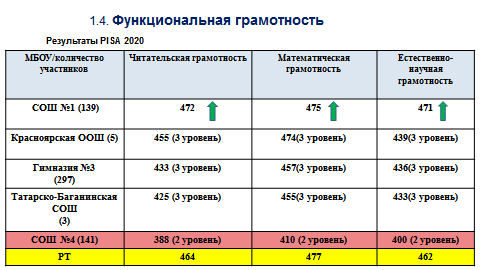 1.4. Функциональная грамотность
Результаты PISA 2020
МБОУ/количество участников Читательская грамотность Математическая грамотность Естественно-научная грамотность
СОШ №1 (139) 472 475 471
Красноярская ООШ (5) 455 (3 уровень) 474(3 уровень) 439(3 уровень)
Гимназия №3 (297) 433 (3 уровень) 457(3 уровень) 436(3 уровень)
Татарско-Баганинская СОШ (3) 425 (3 уровень) 455(3 уровень) 433(3 уровень)
СОШ №4 (141) 388 (2 уровень) 410 (2 уровень) 400 (2 уровень)
РТ 464 477 462